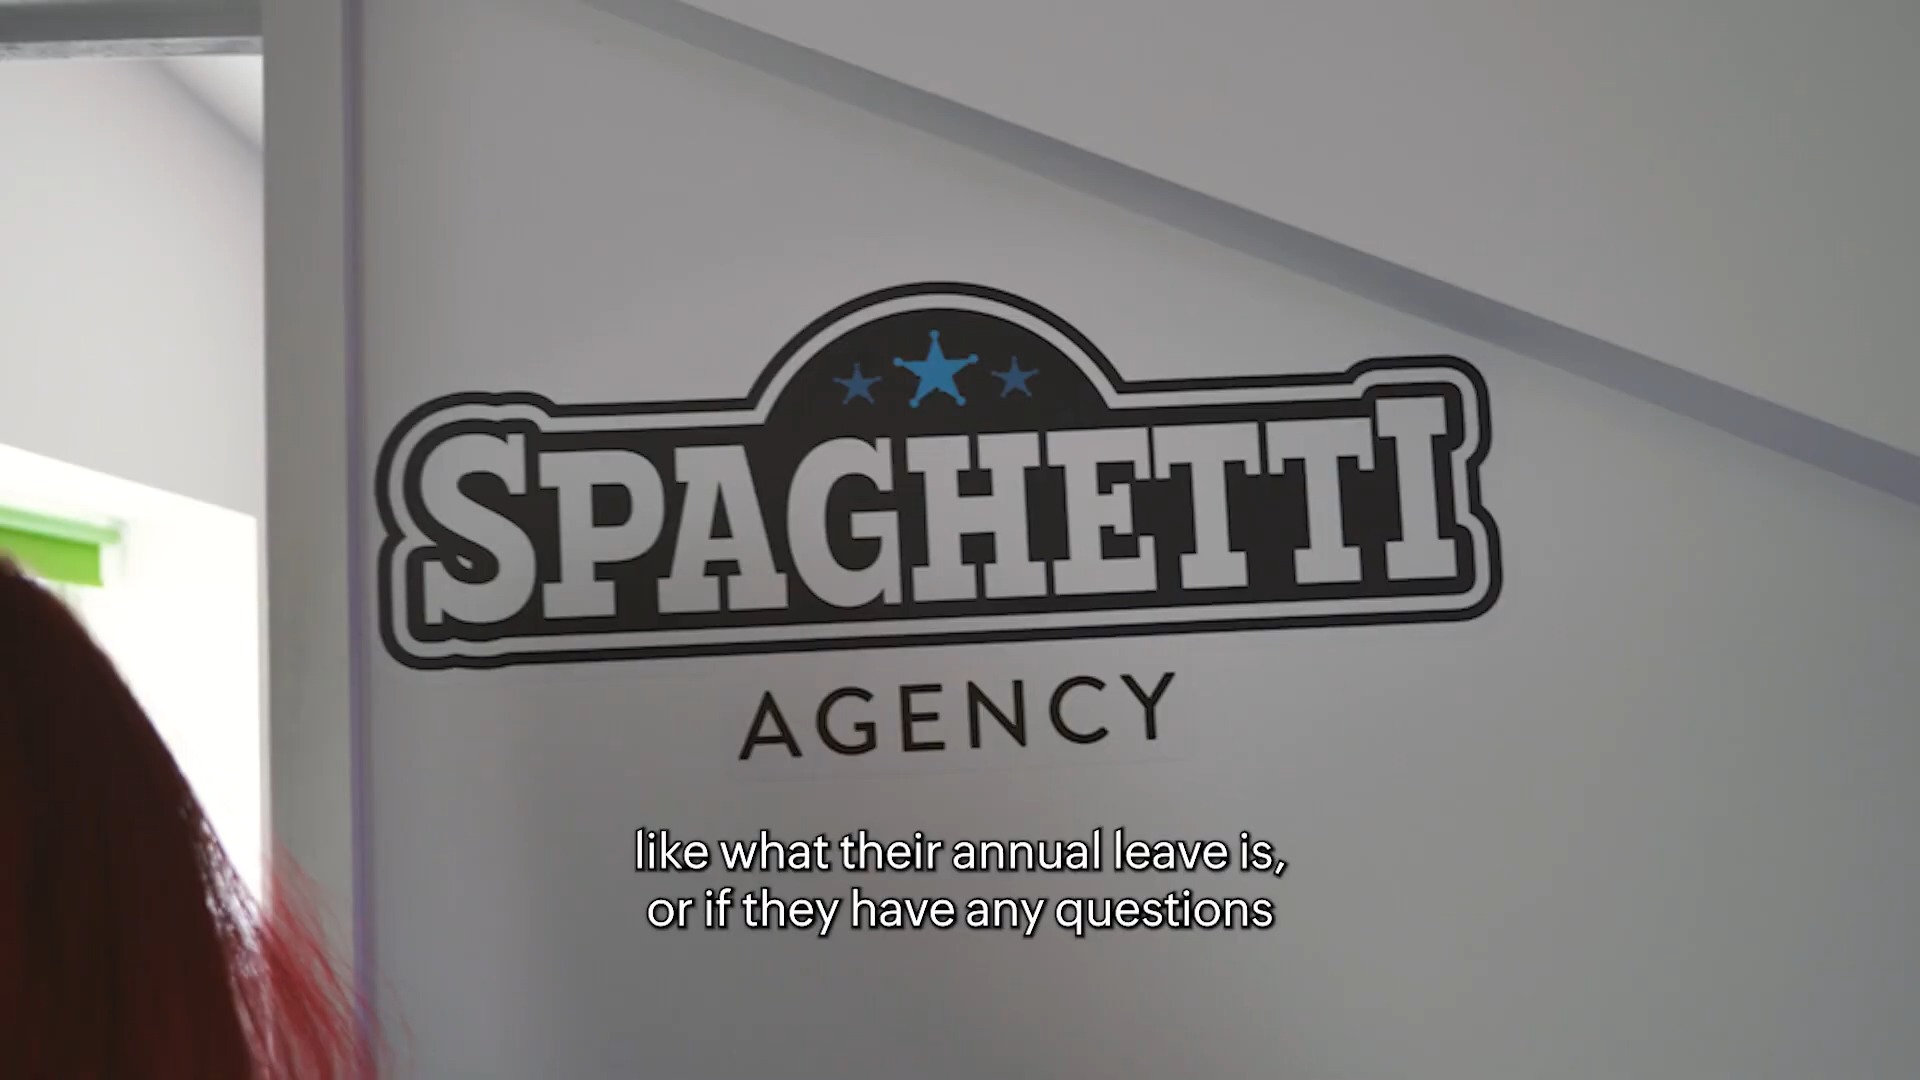 SPAGHETTI
AGENCY
like what their annual leave is,
or if they have any questions